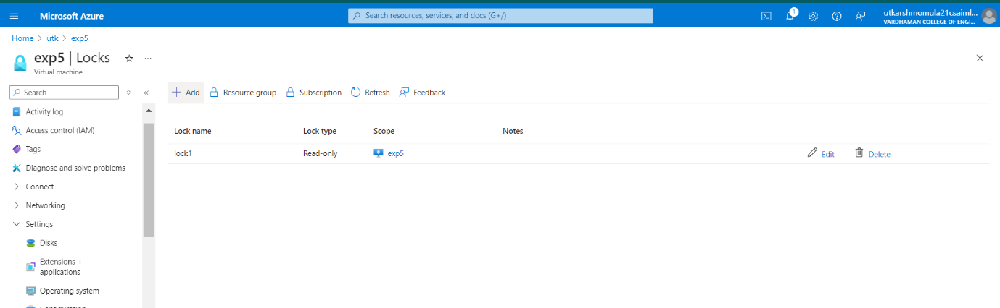 Microsoft Azure
Search resources, services, and docs (G+/)
1
utkarshmomula21csaiml...
VARDHAMAN COLLEGE OF ENGI...
Home > utk > exp5
exp5 | Locks
Virtual machine
Search
Add
Resource group
Subscription
Refresh
Feedback
Activity log
Access control (IAM)
Tags
Diagnose and solve problems
Connect
Networking
Settings
Disks
Extensions +
applications
Operating system
Configuration
Lock name Lock type Scope Notes
lock1 Read-only exp5 Edit Delete